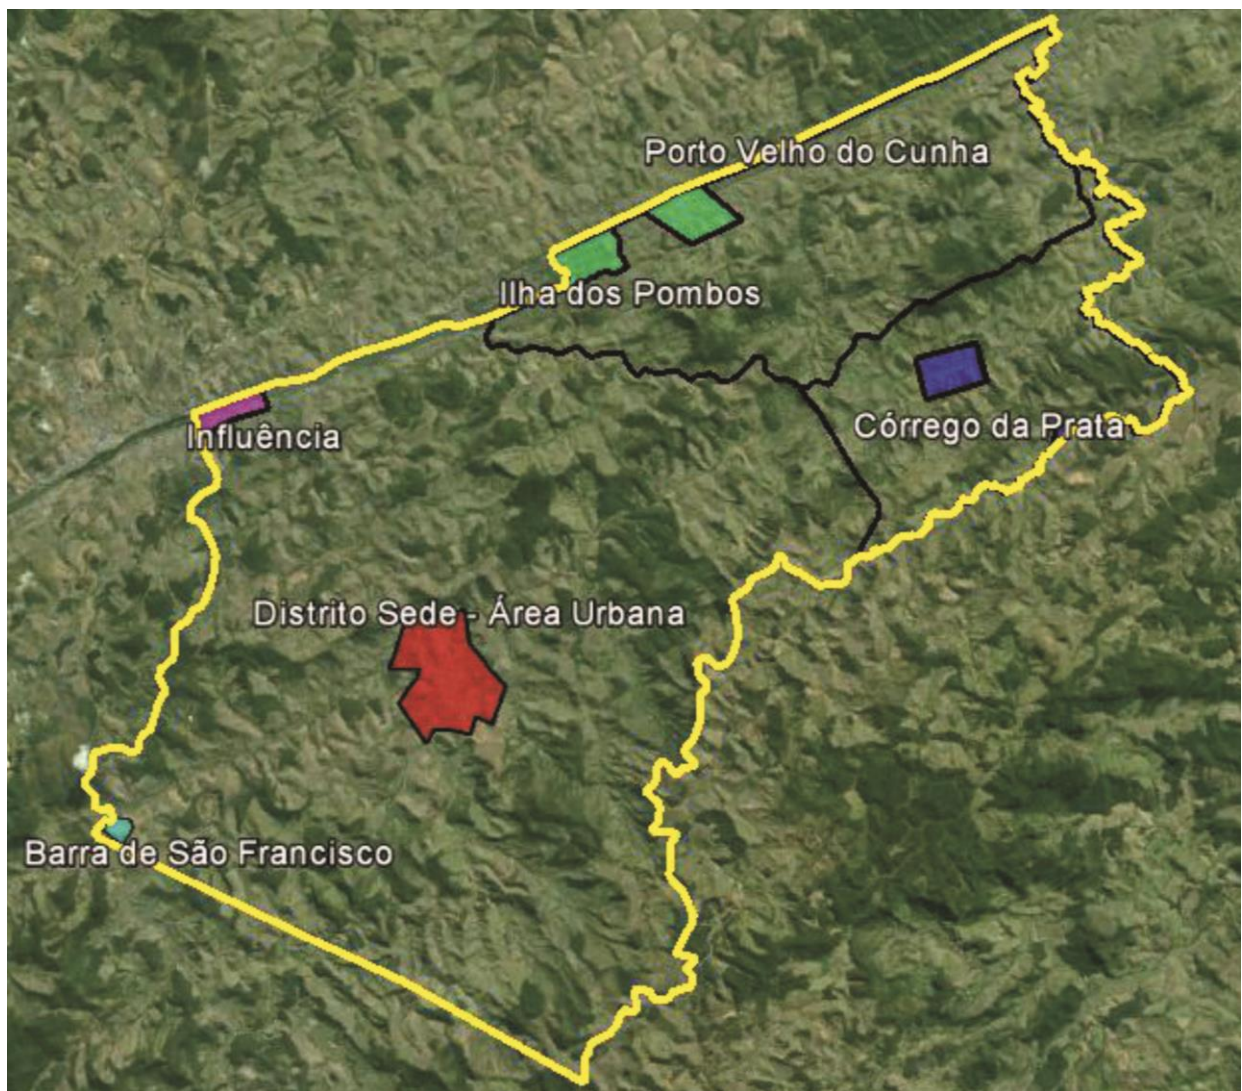 Porto Velho do Cunha
Ilha dos Pombos
Córrego da Prata
Influência
Distrito Sede - Área Urbana
Barra de São Francisco